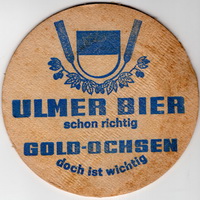 ULMER BIER
schon richtig
GOLD-OCHSEN
doch ist wichtig